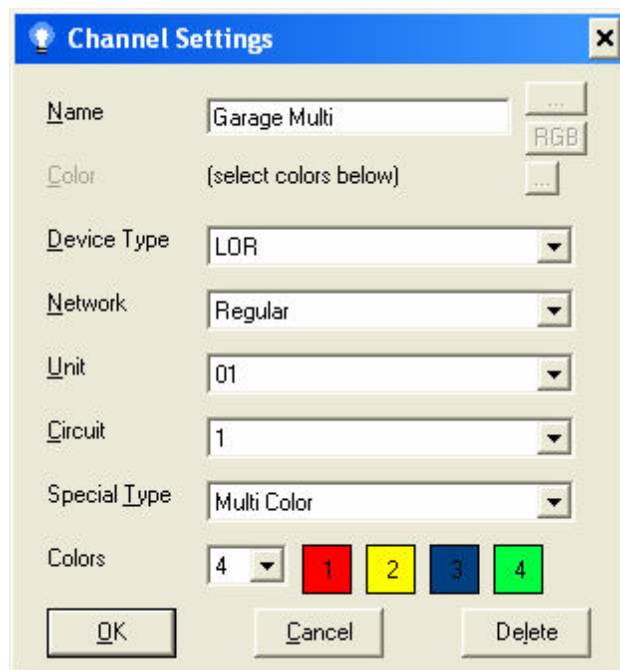 Channel Settings
Name
Garage Multi
...
RGB
Color
(select colors below)
...
Device Type
LOR
Network
Regular
Unit
01
Circuit
1
Special Type
Multi Color
Colors
4
1
2
3
4
OK
Cancel
Delete